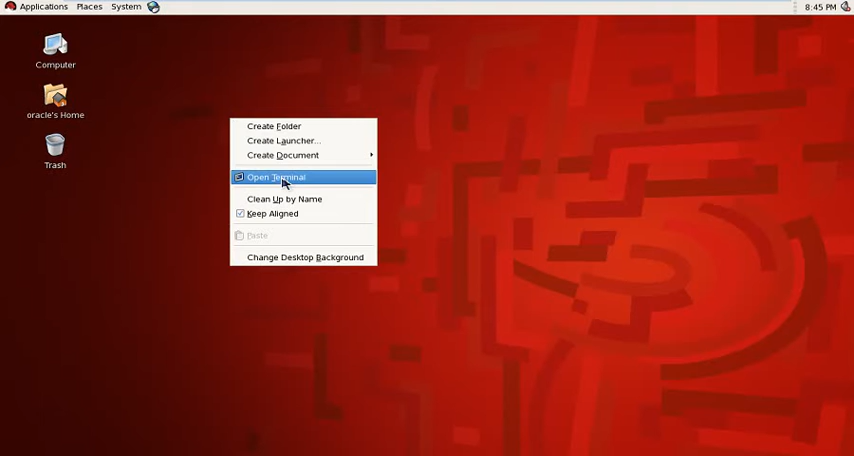 Applications Places System 8:45 PM
Computer
oracle's Home
Trash
Create Folder
Create Launcher...
Create Document
Open Terminal
Clean Up by Name
Keep Aligned
Paste
Change Desktop Background